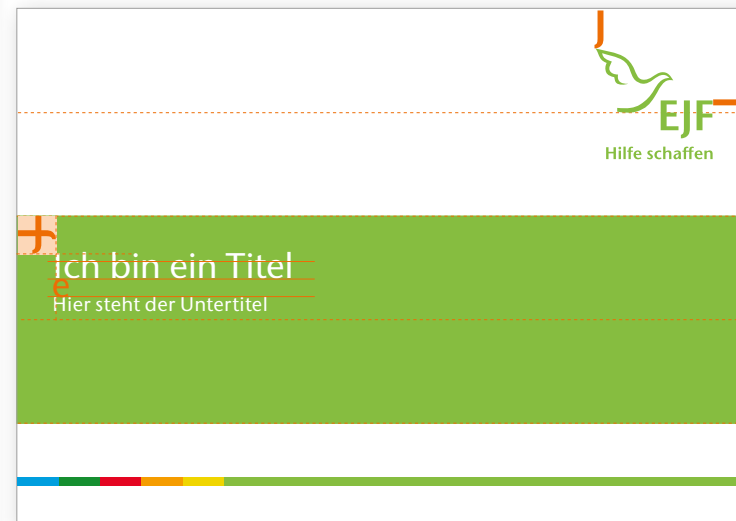 J
EJF
Hilfe schaffen
J
Ich bin ein Titel
e
Hier steht der Untertitel